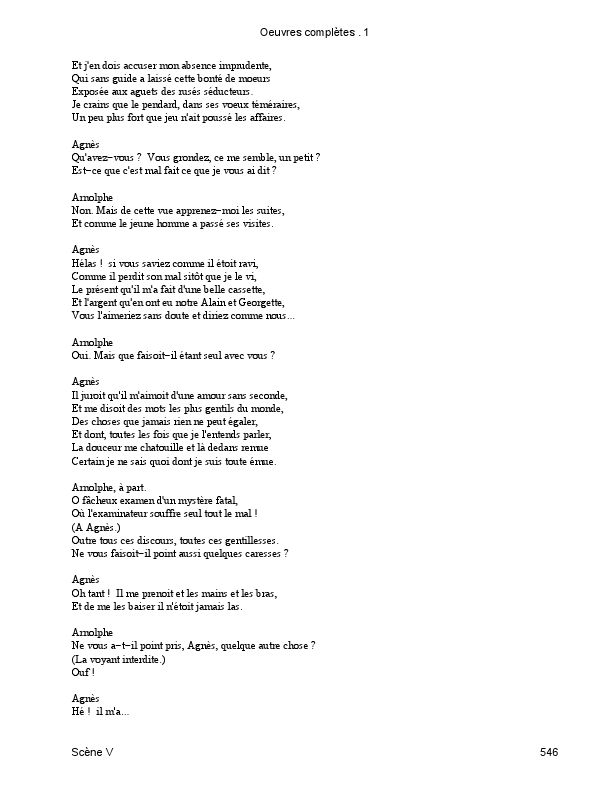 Oeuvres complètes . 1
Et j'en dois accuser mon absence imprudente,
Qui sans guide a laissé cette bonté de moeurs
Exposée aux aguets des rusés séducteurs.
Je crains que le pendard, dans ses voeux téméraires,
Un peu plus fort que jeu n'ait poussé les affaires.
Agnès
Qu'avez−vous ? Vous grondez, ce me semble, un petit ?
Est−ce que c'est mal fait ce que je vous ai dit ?
Arnolphe
Non. Mais de cette vue apprenez−moi les suites,
Et comme le jeune homme a passé ses visites.
Agnès
Hélas ! si vous saviez comme il étoit ravi,
Comme il perdit son mal sitôt que je le vi,
Le présent qu'il m'a fait d'une belle cassette,
Et l'argent qu'en ont eu notre Alain et Georgette,
Vous l'aimeriez sans doute et diriez comme nous...
Arnolphe
Oui. Mais que faisoit−il étant seul avec vous ?
Agnès
Il juroit qu'il m'aimoit d'une amour sans seconde,
Et me disoit des mots les plus gentils du monde,
Des choses que jamais rien ne peut égaler,
Et dont, toutes les fois que je l'entends parler,
La douceur me chatouille et là dedans remue
Certain je ne sais quoi dont je suis toute émue.
Arnolphe, à part.
O fâcheux examen d'un mystère fatal,
Où l'examinateur souffre seul tout le mal !
(A Agnès.)
Outre tous ces discours, toutes ces gentillesses.
Ne vous faisoit−il point aussi quelques caresses ?
Agnès
Oh tant ! Il me prenoit et les mains et les bras,
Et de me les baiser il n'étoit jamais las.
Arnolphe
Ne vous a−t−il point pris, Agnès, quelque autre chose ?
(La voyant interdite.)
Ouf !
Agnès
Hé ! il m'a...
Scène V
546